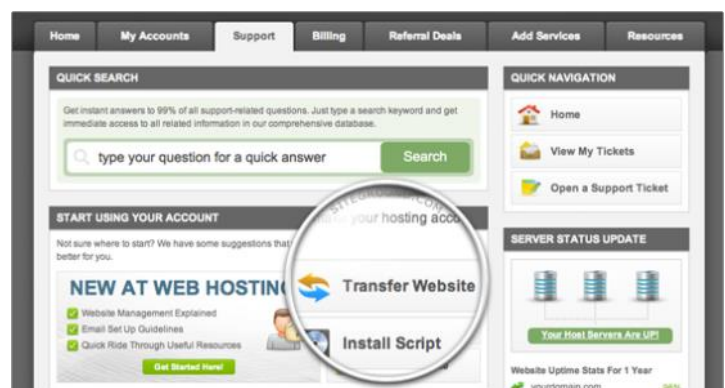 Home My Accounts Support Billing Referral Deals Add Services Resources
QUICK SEARCH
Get instant answers to 99% of all support-related questions. Just type a search keyword and get
immediate access to all related information in our comprehensive database.
type your question for a quick answer
Search
START USING YOUR ACCOUNT
Not sure where to start? We have some suggestions that
better for you.
NEW AT WEB HOSTING
Website Management Explained
Email Set Up Guidelines
Quick Ride Through Useful Resources
Get Started Here!
your hosting acco
Transfer Website
Install Script
QUICK NAVIGATION
Home
View My Tickets
Open a Support Ticket
SERVER STATUS UPDATE
Your Host Servers Are UP!
Website Uptime Stats For 1 Year
yourdomain.com